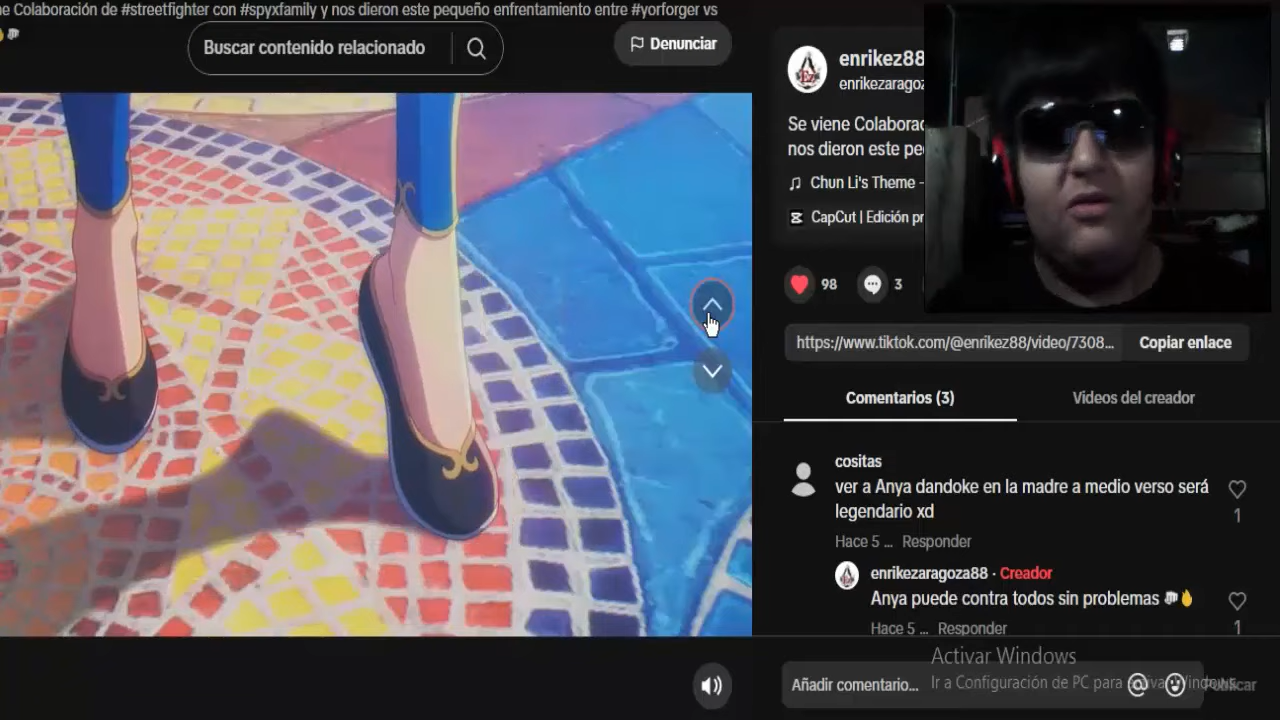 ne Colaboración de #streetfighter con #spyxfamily y nos dieron este pequeño enfrentamiento entre #yorforger vs
Buscar contenido relacionado
Denunciar
enrikez88
enrikezaragoz
Se viene Colaborac
nos dieron este pe
Chun Li's Theme -
CapCut | Edición pr
98
3
https://www.tiktok.com/@enrikez88/video/7308...
Copiar enlace
Comentarios (3)
Videos del creador
cositas
ver a Anya dandoke en la madre a medio verso será
legendario xd
1
Hace 5 ... Responder
enrikezaragoza88 · Creador
Anya puede contra todos sin problemas 👊🤚
Hace 5 ... Responder
1
Activar Windows
Añadir comentario...
Ir a Configuración de PC para activar Windows.
Publicar